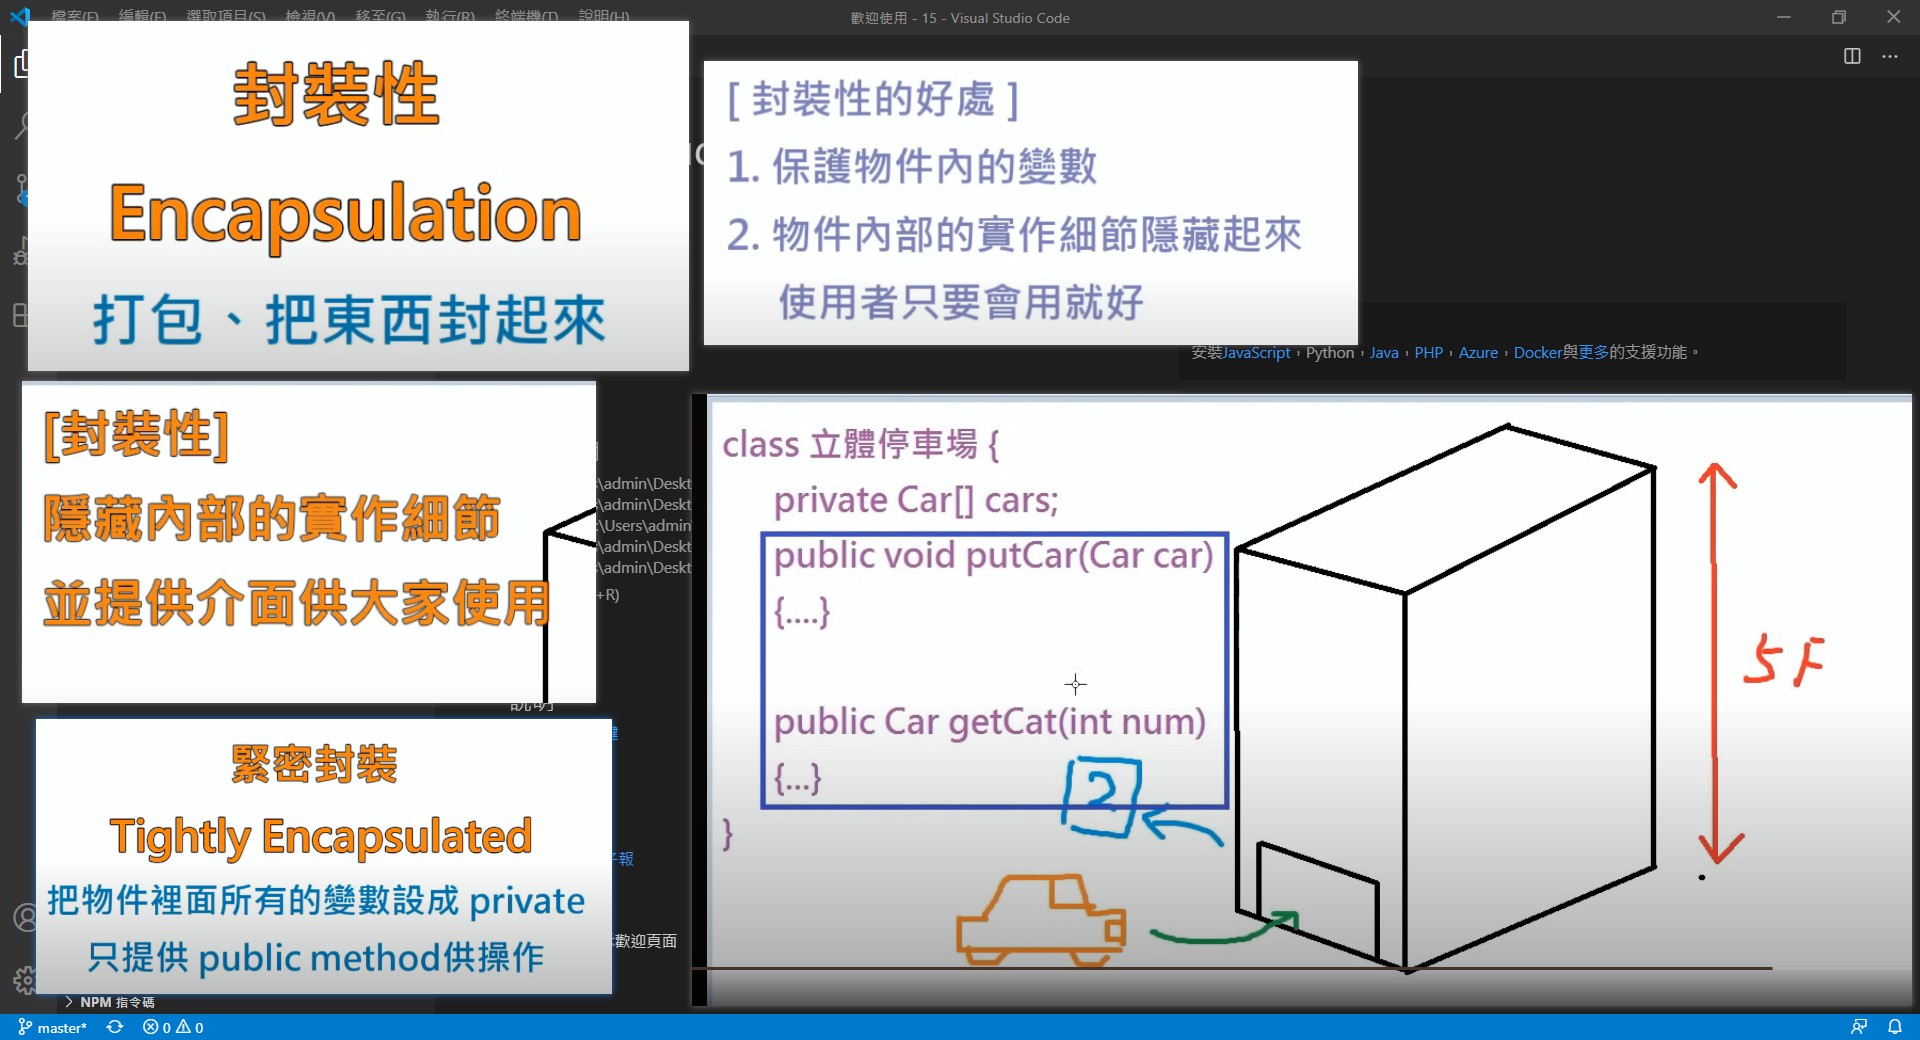 檔案(F) 編輯(E) 選取項目(S) 檢視(V) 移至(G) 執行(R) 終端機(T) 說明(H)
歡迎使用 - 15 - Visual Studio Code
封裝性
Encapsulation
打包、把東西封起來
[ 封裝性的好處 ]
1. 保護物件內的變數
2. 物件內部的實作細節隱藏起來
使用者只要會用就好
安裝JavaScript，Python，Java，PHP，Azure，Docker與更多的支援功能。
[封裝性]
隱藏內部的實作細節
並提供介面供大家使用
\admin\Deskt
\admin\Deskt
:\Users\admin
\admin\Deskt
\admin\Deskt
+R)
說明
緊密封裝
Tightly Encapsulated
把物件裡面所有的變數設成 private
只提供 public method供操作
子報
歡迎頁面
class 立體停車場 {
private Car[] cars;
public void putCar(Car car)
{....}
public Car getCat(int num)
{...}
}
2
5F
NPM 指令碼
master*
0 0